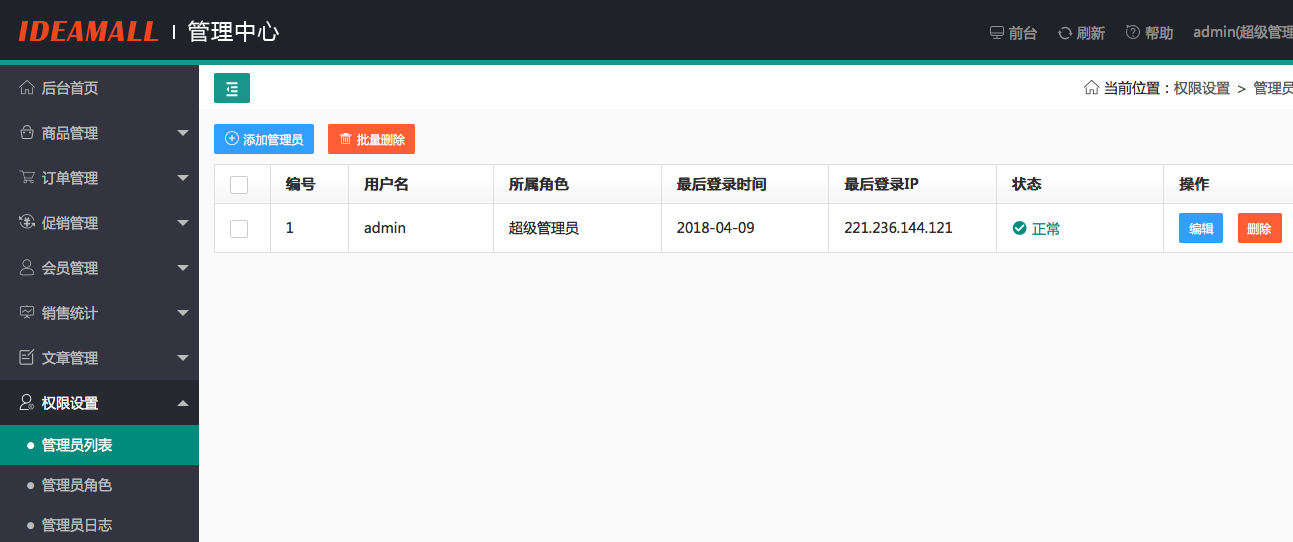 IDEAMALL | 管理中心
前台 刷新 帮助 admin(超级管理
后台首页
商品管理
订单管理
促销管理
会员管理
销售统计
文章管理
权限设置
管理员列表
管理员角色
管理员日志
当前位置：权限设置 > 管理员
添加管理员 批量删除
编号 用户名 所属角色 最后登录时间 最后登录IP 状态 操作
1 admin 超级管理员 2018-04-09 221.236.144.121 正常 编辑 删除